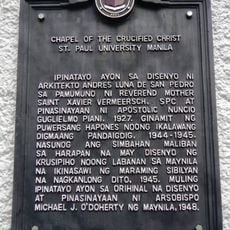 CHAPEL OF THE CRUCIFIED CHRIST
ST. PAUL UNIVERSITY MANILA
IPINATAYO AYON SA DISENYO NI
ARKITEKTO ANDRES LUNA DE SAN PEDRO
SA PAMUMUNO NI REVEREND MOTHER
SAINT XAVIER VERMEERSCH, SPC AT
PINASINAYAAN NI APOSTOLIC NUNCIO
GUGLIELMO PIANI, 1927. GINAMIT NG
PUWERSANG HAPONES NOONG IKALAWANG
DIGMAANG PANDAIGDIG, 1944-1945.
NASUNOG ANG SIMBAHAN MALIBAN
SA HARAPAN NA MAY DISENYO NG
KRUSIPIHO NOONG LABANAN SA MAYNILA
NA IKINASAWI NG MARAMING SIBILYAN
NA NAGKANLONG DITO, 1945. MULING
IPINATAYO AYON SA ORIHINAL NA DISENYO
AT PINASINAYAAN NI ARSOBISPO
MICHAEL J. O'DOHERTY NG MAYNILA, 1948.